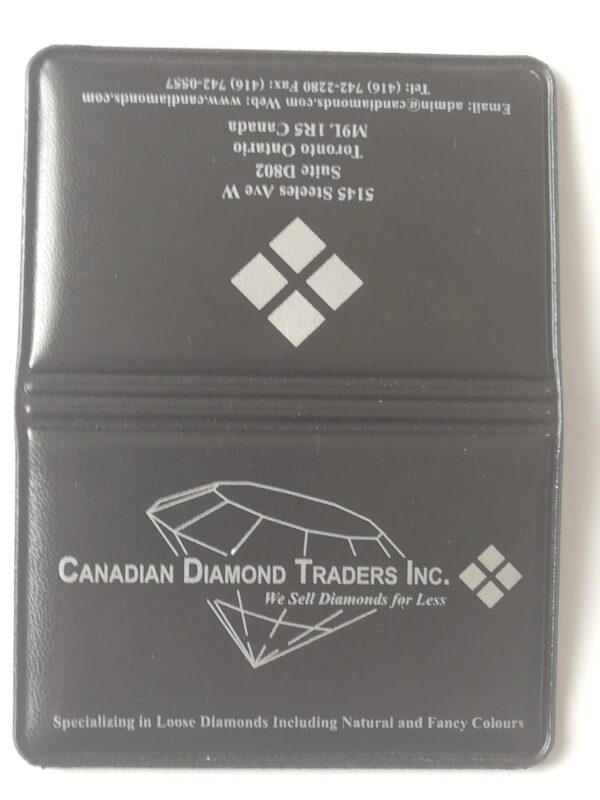 5145 Steeles Ave W
Suite D802
Toronto Ontario
M9L 1R5 Canada
Email: admin@candiamonds.com Web: www.candiamonds.com
Tel: (416) 742-2280 Fax: (416) 742-0557
CANADIAN DIAMOND TRADERS INC.
We Sell Diamonds for Less
Specializing in Loose Diamonds Including Natural and Fancy Colours